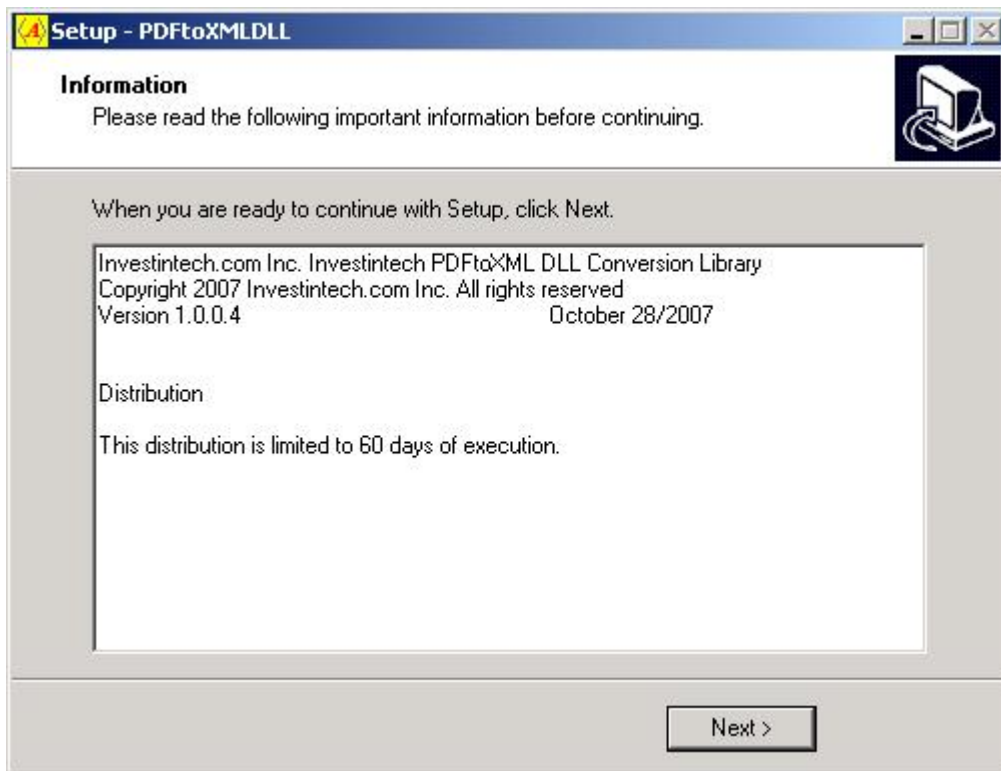 Setup - PDFtoXMLDLL
Information
Please read the following important information before continuing.
When you are ready to continue with Setup, click Next.
Investintech.com Inc. Investintech PDFtoXML DLL Conversion Library
Copyright 2007 Investintech.com Inc. All rights reserved
Version 1.0.0.4 October 28/2007
Distribution
This distribution is limited to 60 days of execution.
Next >